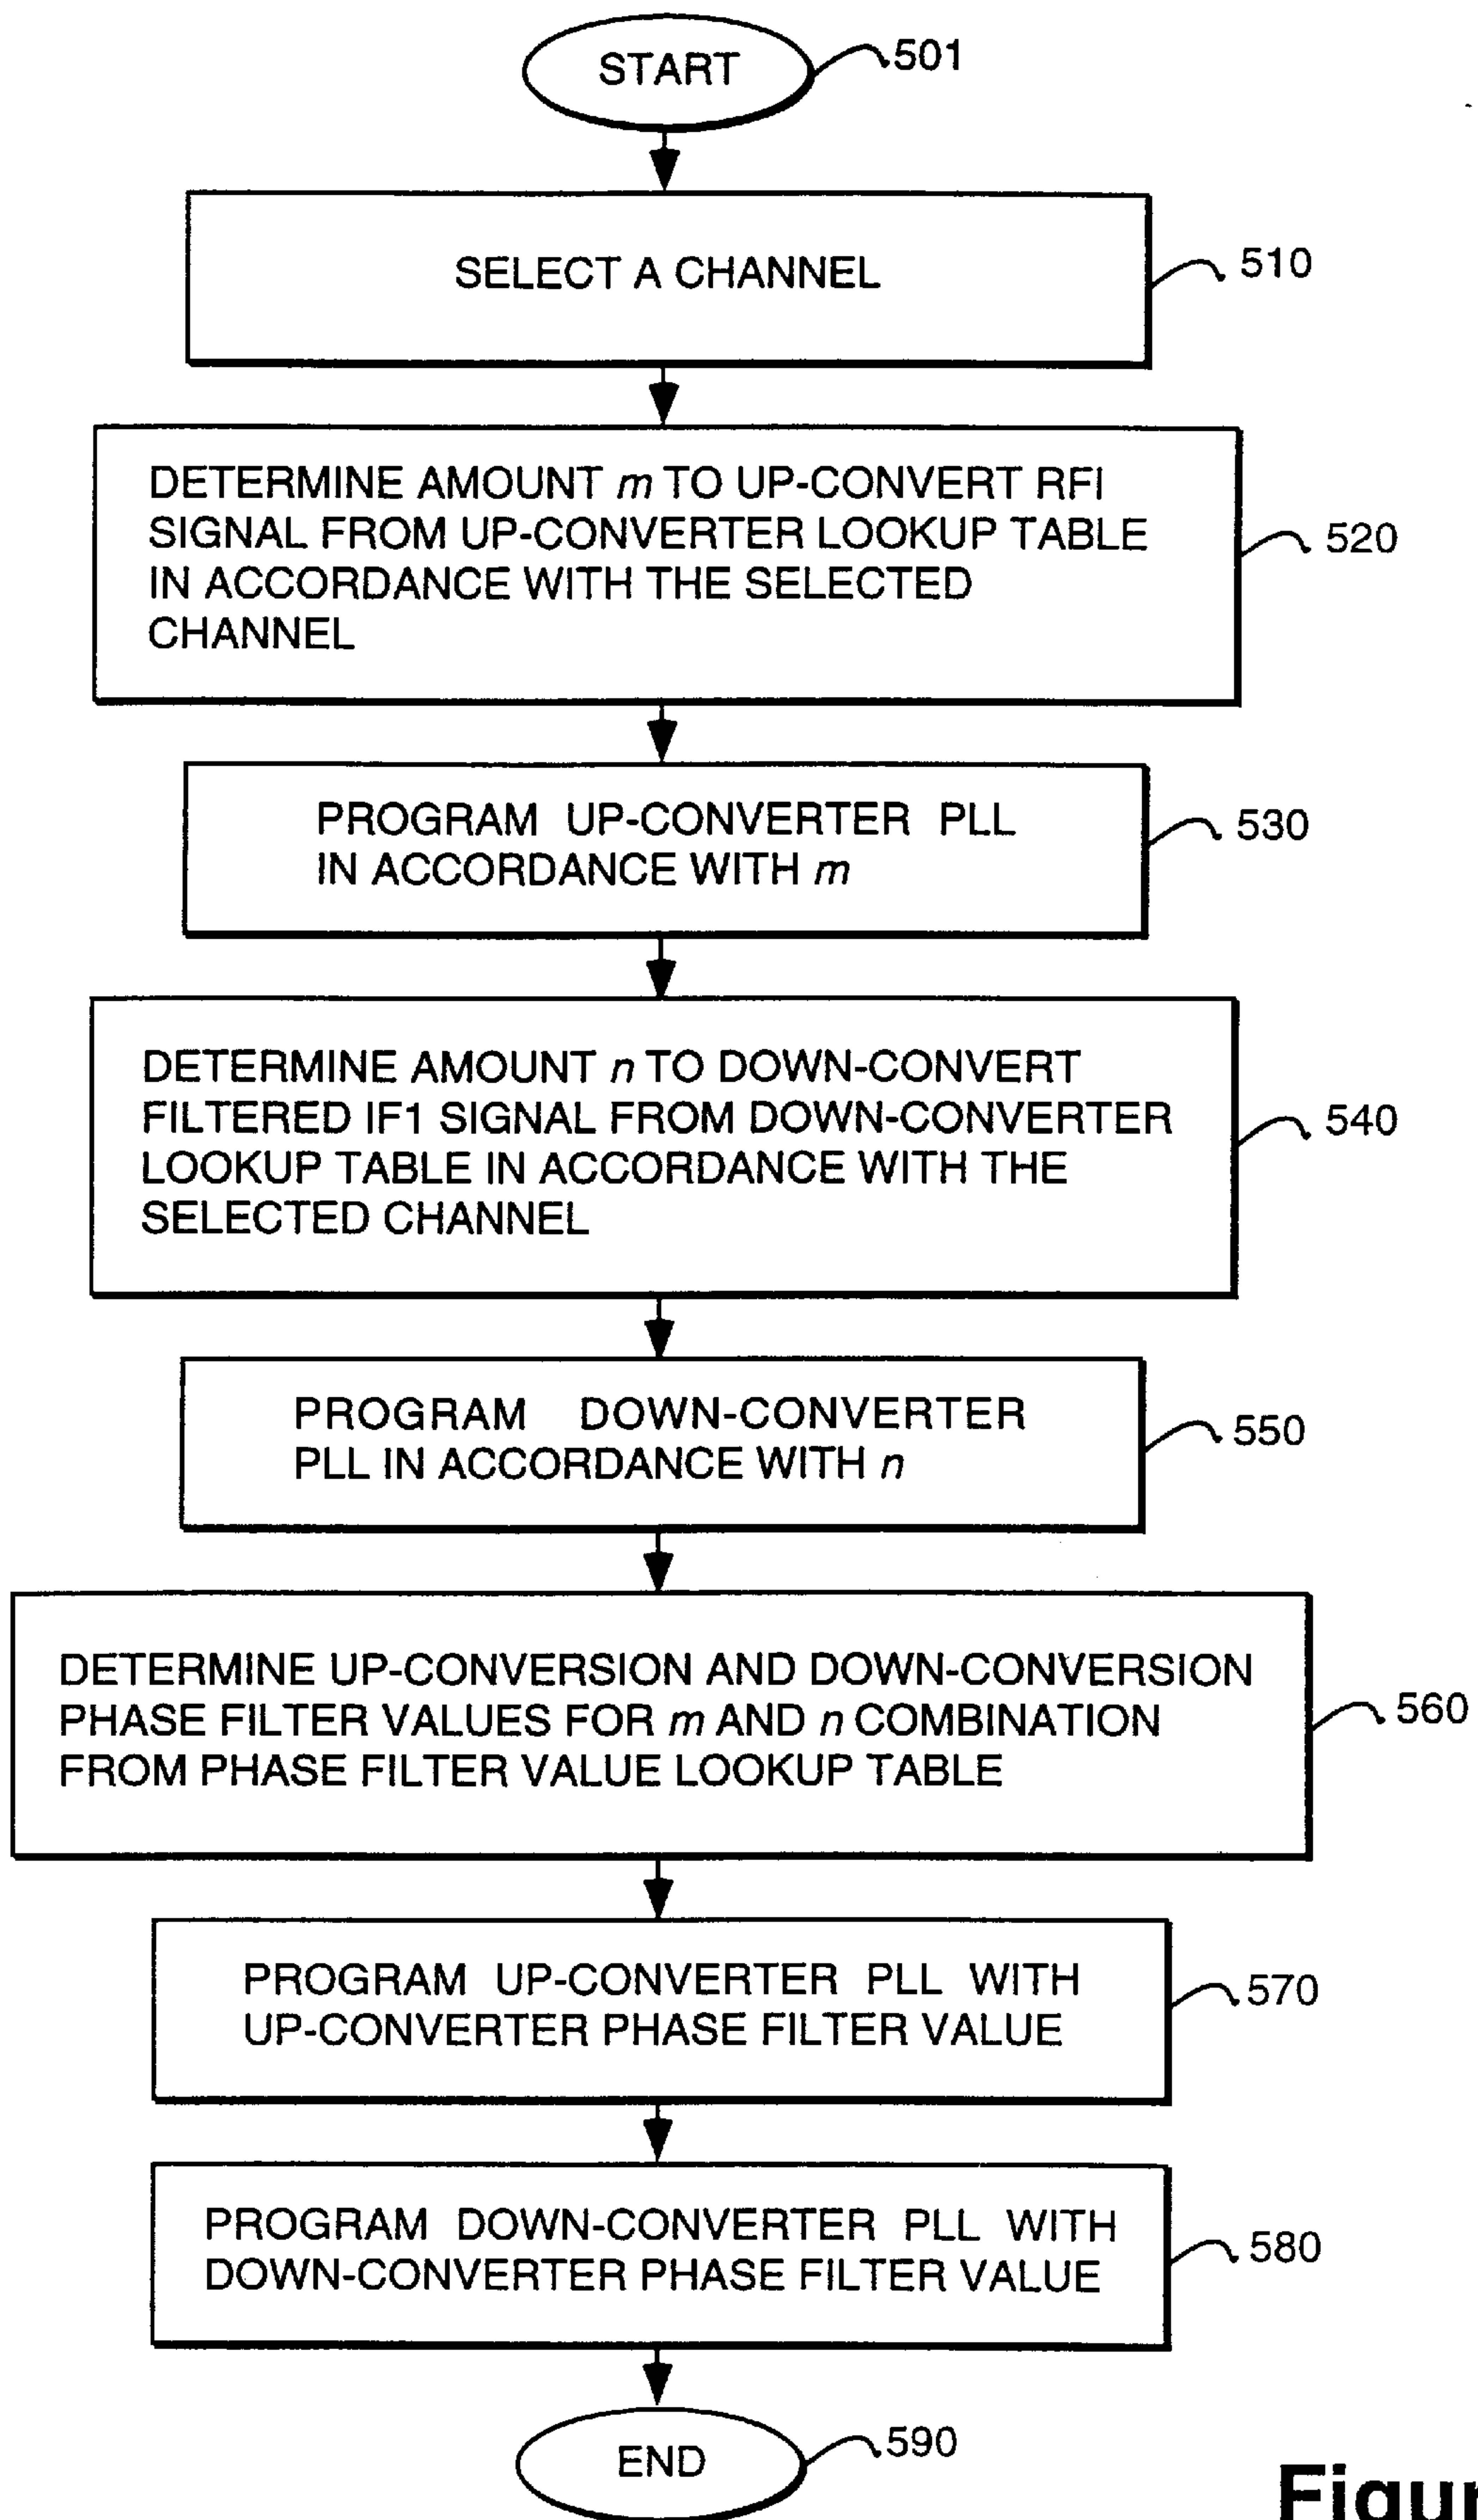 START
501
SELECT A CHANNEL
510
DETERMINE AMOUNT m TO UP-CONVERT RFI
SIGNAL FROM UP-CONVERTER LOOKUP TABLE
IN ACCORDANCE WITH THE SELECTED
CHANNEL
520
PROGRAM UP-CONVERTER PLL
IN ACCORDANCE WITH m
530
DETERMINE AMOUNT n TO DOWN-CONVERT
FILTERED IF1 SIGNAL FROM DOWN-CONVERTER
LOOKUP TABLE IN ACCORDANCE WITH THE
SELECTED CHANNEL
540
PROGRAM DOWN-CONVERTER
PLL IN ACCORDANCE WITH n
550
DETERMINE UP-CONVERSION AND DOWN-CONVERSION
PHASE FILTER VALUES FOR m AND n COMBINATION
FROM PHASE FILTER VALUE LOOKUP TABLE
560
PROGRAM UP-CONVERTER PLL WITH
UP-CONVERTER PHASE FILTER VALUE
570
PROGRAM DOWN-CONVERTER PLL WITH
DOWN-CONVERTER PHASE FILTER VALUE
580
END
590